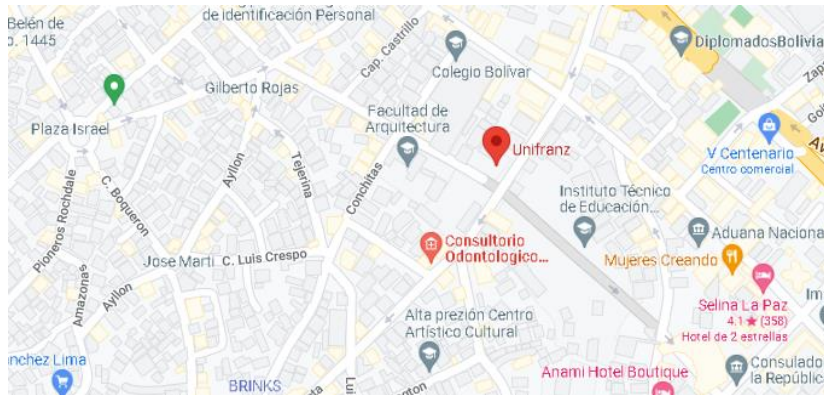 Belén de
o. 1445
de identificación Personal
Cap. Castrillo
DiplomadosBolivia
Colegio Bolívar
Gilberto Rojas
Facultad de
Arquitectura
Plaza Israel
Unifranz
V Centenario
Centro comercial
Tejerina
Ayllon
Conchitas
C. Boqueron
Pioneros Rochdale
Instituto Técnico
de Educación...
Aduana Naciona
Consultorio
Odontologico...
Jose Marti
C. Luis Crespo
Mujeres Creando
Amazonas
Ayllon
Selina La Paz
4.1 ★ (358)
Hotel de 2 estrellas
Alta prezión Centro
Artístico Cultural
nchez Lima
BRINKS
Anami Hotel Boutique
Consulado
la Repúblic